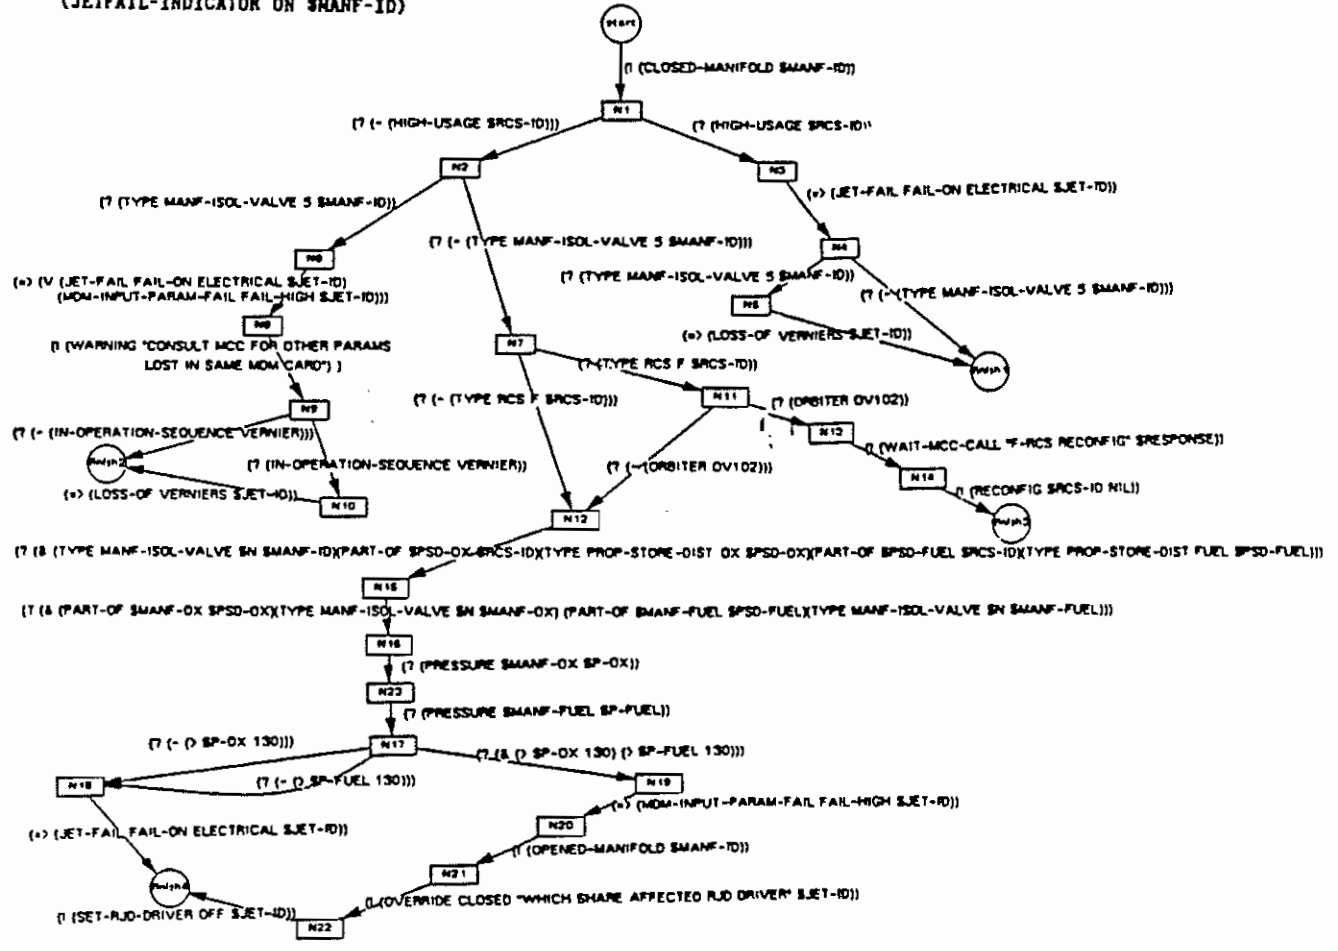 (JETFAIL-INDICATOR ON $MANF-ID)
start
(! (CLOSED-MANIFOLD $MANF-ID))
N1
(? (~ (HIGH-USAGE $RCS-ID)))
(? (HIGH-USAGE $RCS-ID))
N2
N3
(? (TYPE MANF-ISOL-VALVE 5 $MANF-ID))
(=> (JET-FAIL FAIL-ON ELECTRICAL $JET-ID))
(? (~ (TYPE MANF-ISOL-VALVE 5 $MANF-ID)))
N4
(? (TYPE MANF-ISOL-VALVE 5 $MANF-ID))
(=> (V (JET-FAIL FAIL-ON ELECTRICAL $JET-ID)
(MDM-INPUT-PARAM-FAIL FAIL-HIGH $JET-ID)))
(? (~ (TYPE MANF-ISOL-VALVE 5 $MANF-ID)))
(=> (LOSS-OF VERNIERS $JET-ID))
(! (WARNING "CONSULT MCC FOR OTHER PARAMS
LOST IN SAME MDM CARD") )
N7
finish1
(? (TYPE RCS F $RCS-ID))
N11
(? (~ (TYPE RCS F $RCS-ID)))
(? (ORBITER OV102))
N9
(? (~ (IN-OPERATION-SEQUENCE VERNIER)))
(! (WAIT-MCC-CALL "F-RCS RECONFIG" $RESPONSE))
finish2
(? (IN-OPERATION-SEQUENCE VERNIER))
(? (~ (ORBITER OV102)))
N14
(! (RECONFIG $RCS-ID NIL))
(=> (LOSS-OF VERNIERS $JET-ID))
N10
N12
finish3
(? (& (TYPE MANF-ISOL-VALVE $N $MANF-ID)(PART-OF $PSD-OX $RCS-ID)(TYPE PROP-STORE-DIST OX $PSD-OX)(PART-OF $PSD-FUEL $RCS-ID)(TYPE PROP-STORE-DIST FUEL $PSD-FUEL)))
N15
(? (& (PART-OF $MANF-OX $PSD-OX)(TYPE MANF-ISOL-VALVE $N $MANF-OX) (PART-OF $MANF-FUEL $PSD-FUEL)(TYPE MANF-ISOL-VALVE $N $MANF-FUEL)))
N16
(? (PRESSURE $MANF-OX $P-OX))
N23
(? (PRESSURE $MANF-FUEL $P-FUEL))
N17
(? (~ (> $P-OX 130)))
(? (& (> $P-OX 130) (> $P-FUEL 130)))
N18
(? (~ (> $P-FUEL 130)))
N19
(=> (MDM-INPUT-PARAM-FAIL FAIL-HIGH $JET-ID))
(=> (JET-FAIL FAIL-ON ELECTRICAL $JET-ID))
N20
(! (OPENED-MANIFOLD $MANF-ID))
N21
finish4
(! (OVERRIDE CLOSED "WHICH SHARE AFFECTED RJD DRIVER" $JET-ID))
(! (SET-RJD-DRIVER OFF $JET-ID))
N22